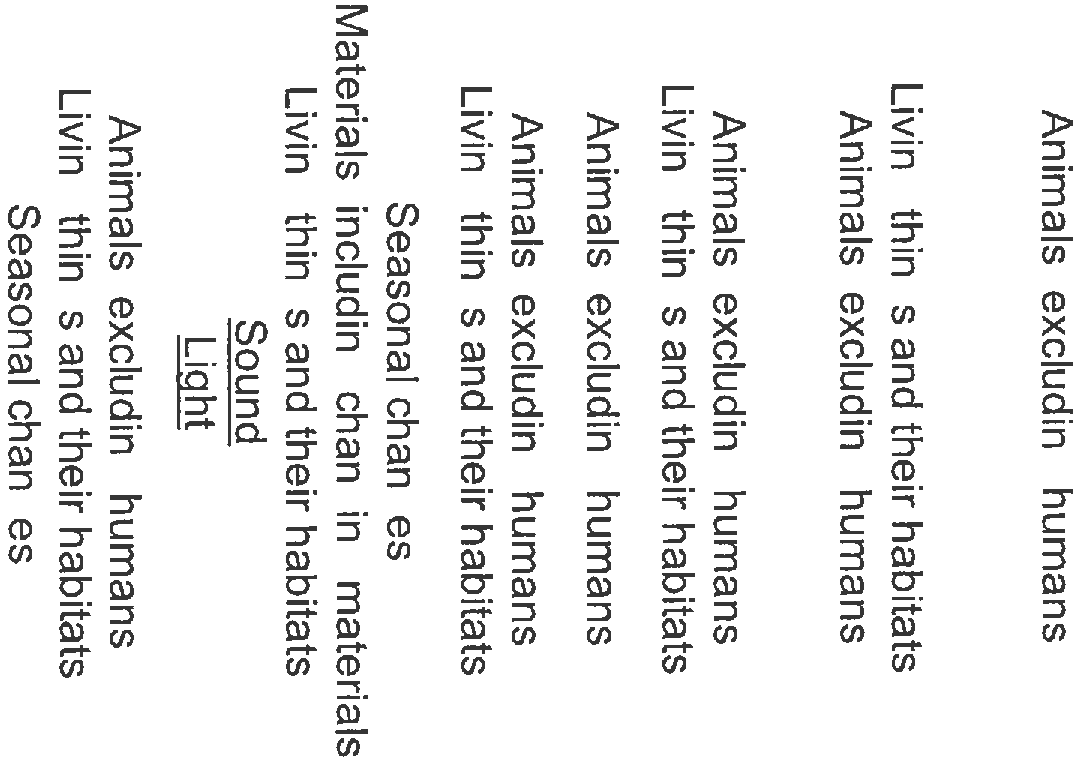 Animals excludin humans
Livin thin s and their habitats
Animals excludin humans
Animals excludin humans
Livin thin s and their habitats
Animals excludin humans
Animals excludin humans
Livin thin s and their habitats
Seasonal chan es
Materials includin chan in materials
Livin thin s and their habitats
Sound
Light
Animals excludin humans
Livin thin s and their habitats
Seasonal chan es